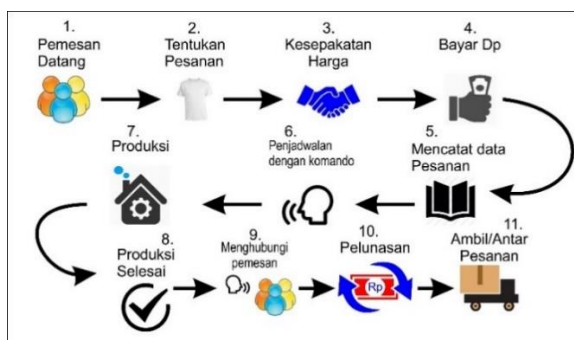 1.
Pemesan
Datang
2.
Tentukan
Pesanan
3.
Kesepakatan
Harga
4.
Bayar Dp
5.
Mencatat data
Pesanan
6.
Penjadwalan
dengan komando
7.
Produksi
8.
Produksi
Selesai
9.
Menghubungi
pemesan
10.
Pelunasan
Rp
11.
Ambil/Antar
Pesanan